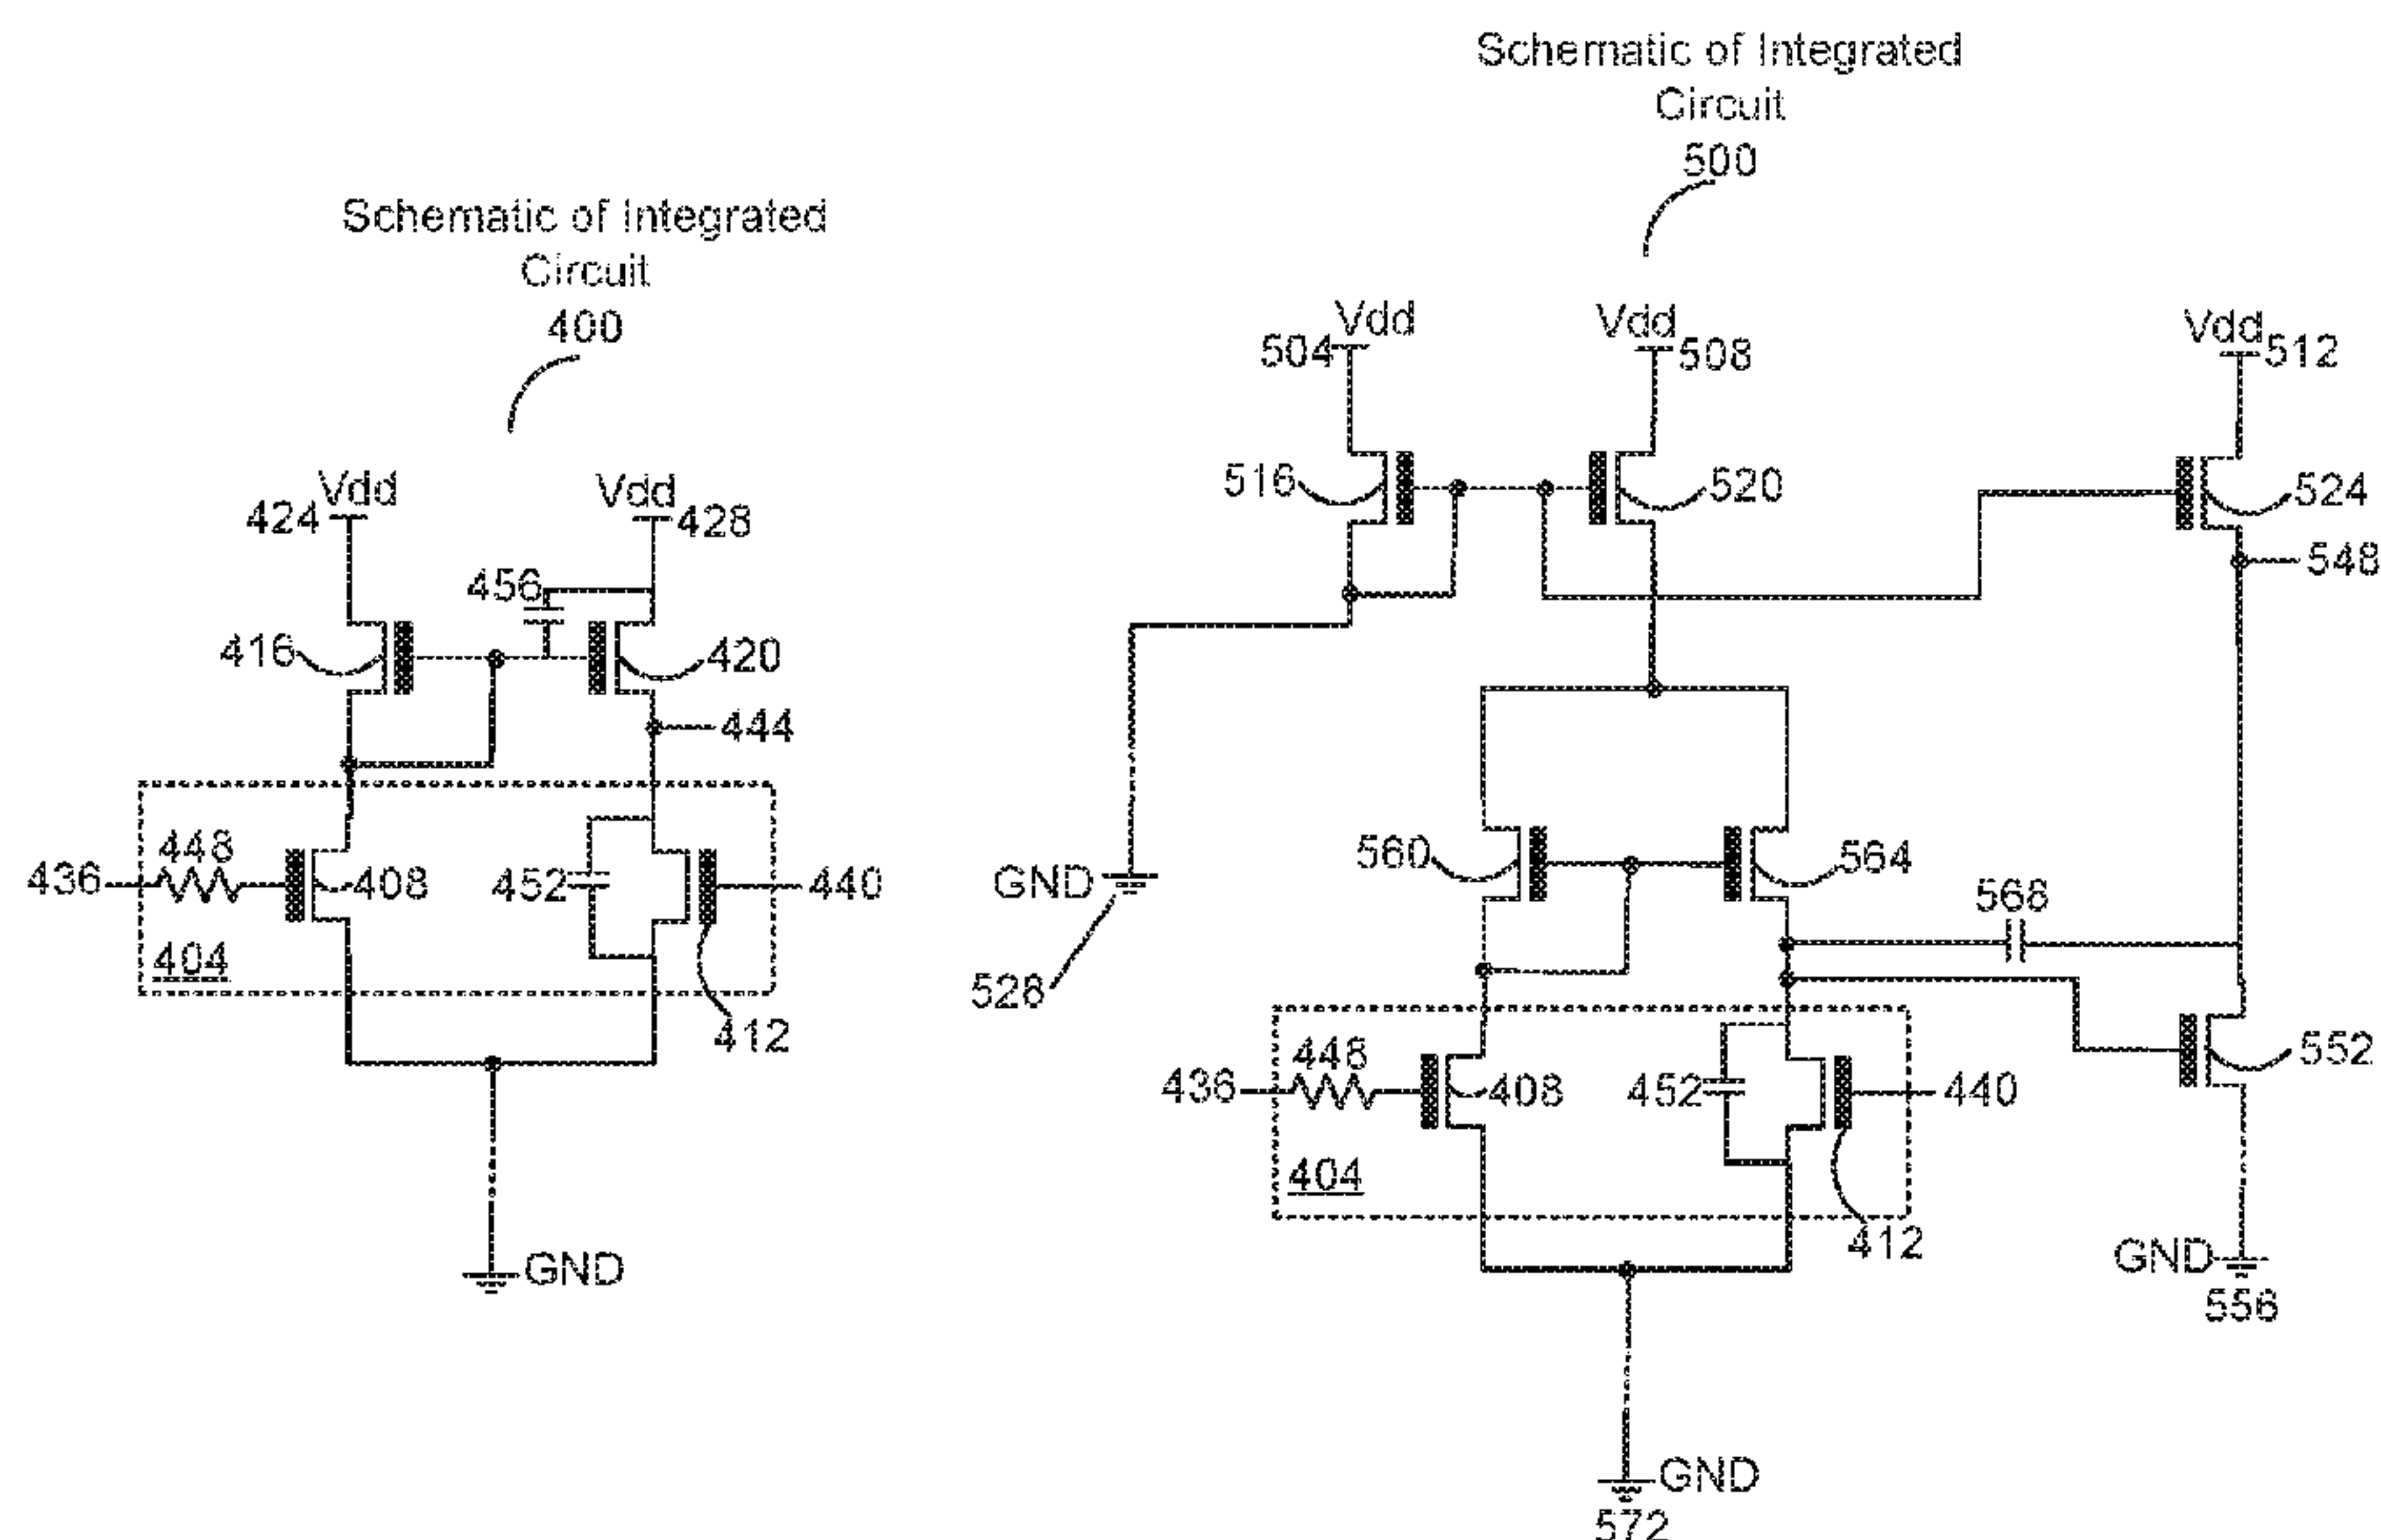 Schematic of Integrated
Circuit
400
Vdd
424
Vdd
428
456
416
420
444
436
448
408
452
440
404
412
GND
Schematic of Integrated
Circuit
500
Vdd
504
Vdd
508
Vdd
512
516
520
524
548
560
564
GND
528
568
436
448
408
452
440
552
404
412
GND
556
GND
572